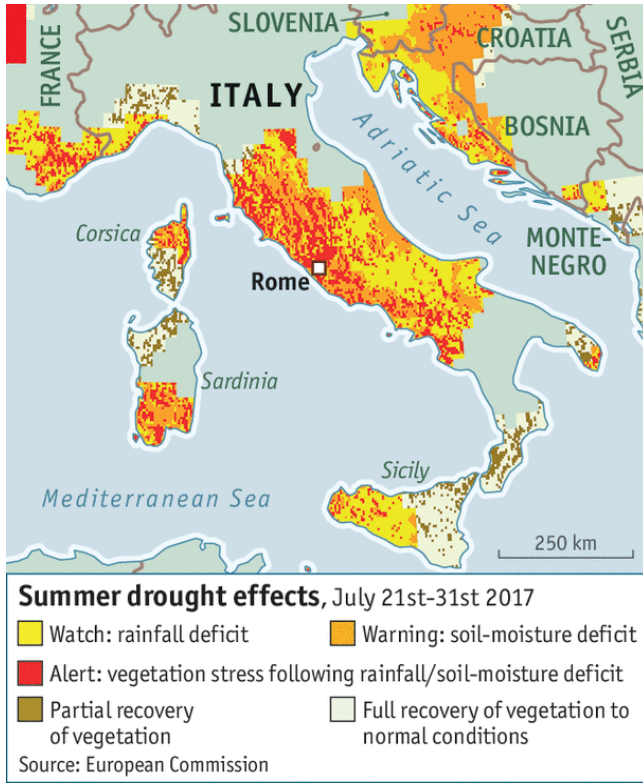 SLOVENIA
CROATIA
SERBIA
FRANCE
ITALY
BOSNIA
Adriatic Sea
MONTE-
NEGRO
Corsica
Rome
Sardinia
Sicily
Mediterranean Sea
250 km
Summer drought effects, July 21st-31st 2017
Watch: rainfall deficit
Warning: soil-moisture deficit
Alert: vegetation stress following rainfall/soil-moisture deficit
Partial recovery
of vegetation
Full recovery of vegetation to
normal conditions
Source: European Commission